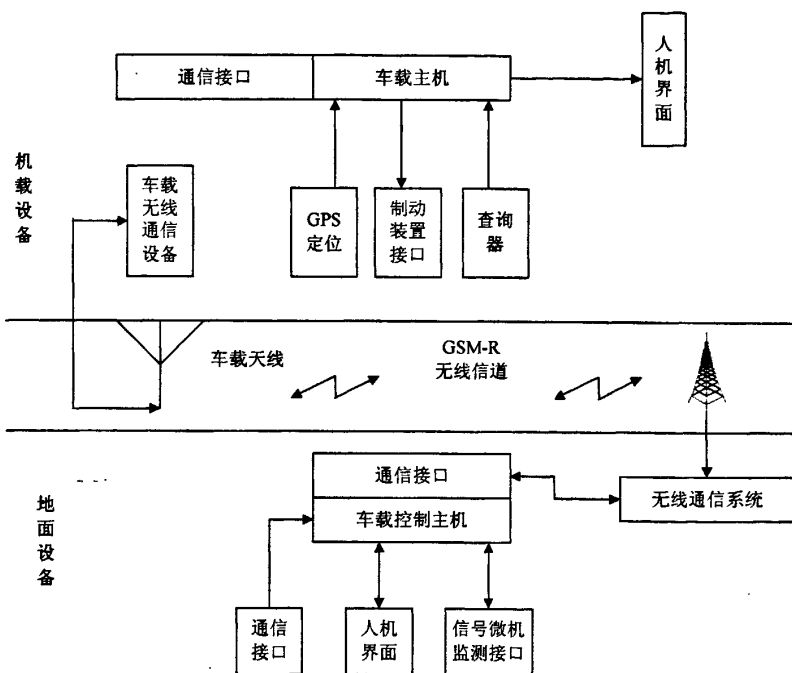 人机界面
通信接口
车载主机
机载设备
车载
无线
通信
设备
GPS
定位
制动
装置
接口
查询
器
车载天线
GSM-R
无线信道
地面设备
通信接口
车载控制主机
无线通信系统
通信
接口
人机
界面
信号微机
监测接口